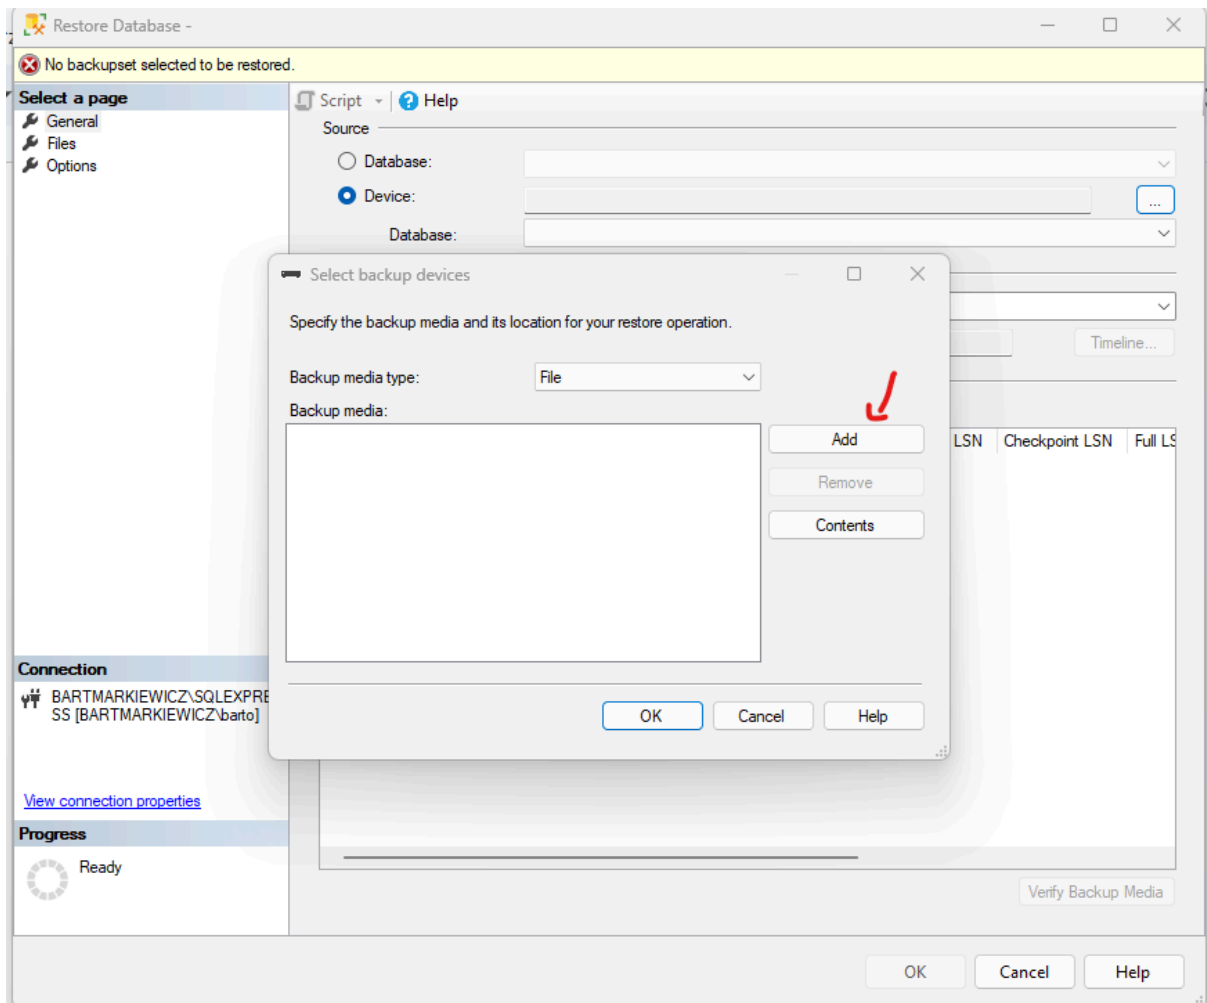 Restore Database -
No backupset selected to be restored.
Select a page
General
Files
Options
Script
Help
Source
Database:
Device:
...
Database:
Select backup devices
Specify the backup media and its location for your restore operation.
Backup media type:
File
Backup media:
Add
Remove
Contents
OK
Cancel
Help
Timeline...
LSN
Checkpoint LSN
Full LS
Connection
BARTMARKIEWICZ\SQLEXPRE
SS [BARTMARKIEWICZ\barto]
View connection properties
Progress
Ready
Verify Backup Media
OK
Cancel
Help